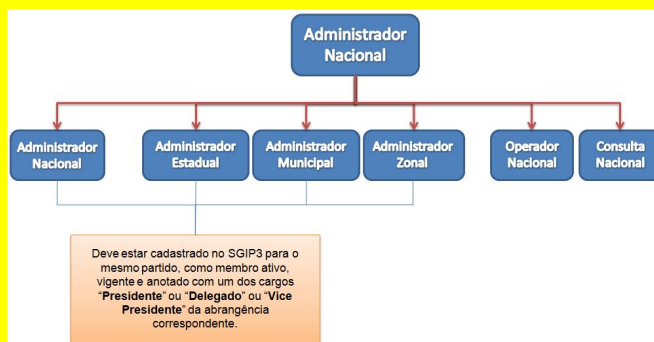 Administrador
Nacional
Administrador
Nacional
Administrador
Estadual
Administrador
Municipal
Administrador
Zonal
Operador
Nacional
Consulta
Nacional
Deve estar cadastrado no SGIP3 para o
mesmo partido, como membro ativo,
vigente e anotado com um dos cargos
“Presidente” ou “Delegado” ou “Vice
Presidente” da abrangência
correspondente.